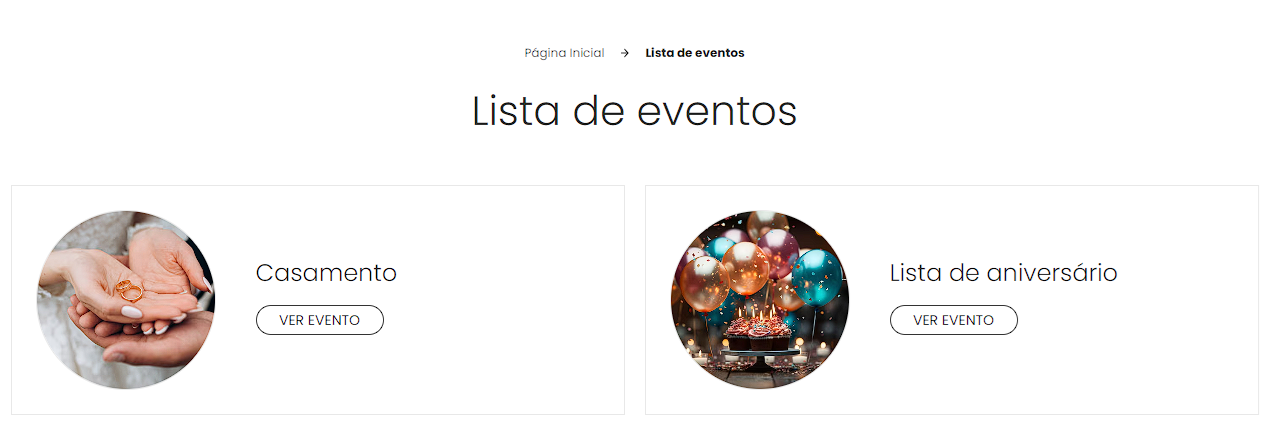 Página Inicial → Lista de eventos
Lista de eventos
Casamento
VER EVENTO
Lista de aniversário
VER EVENTO